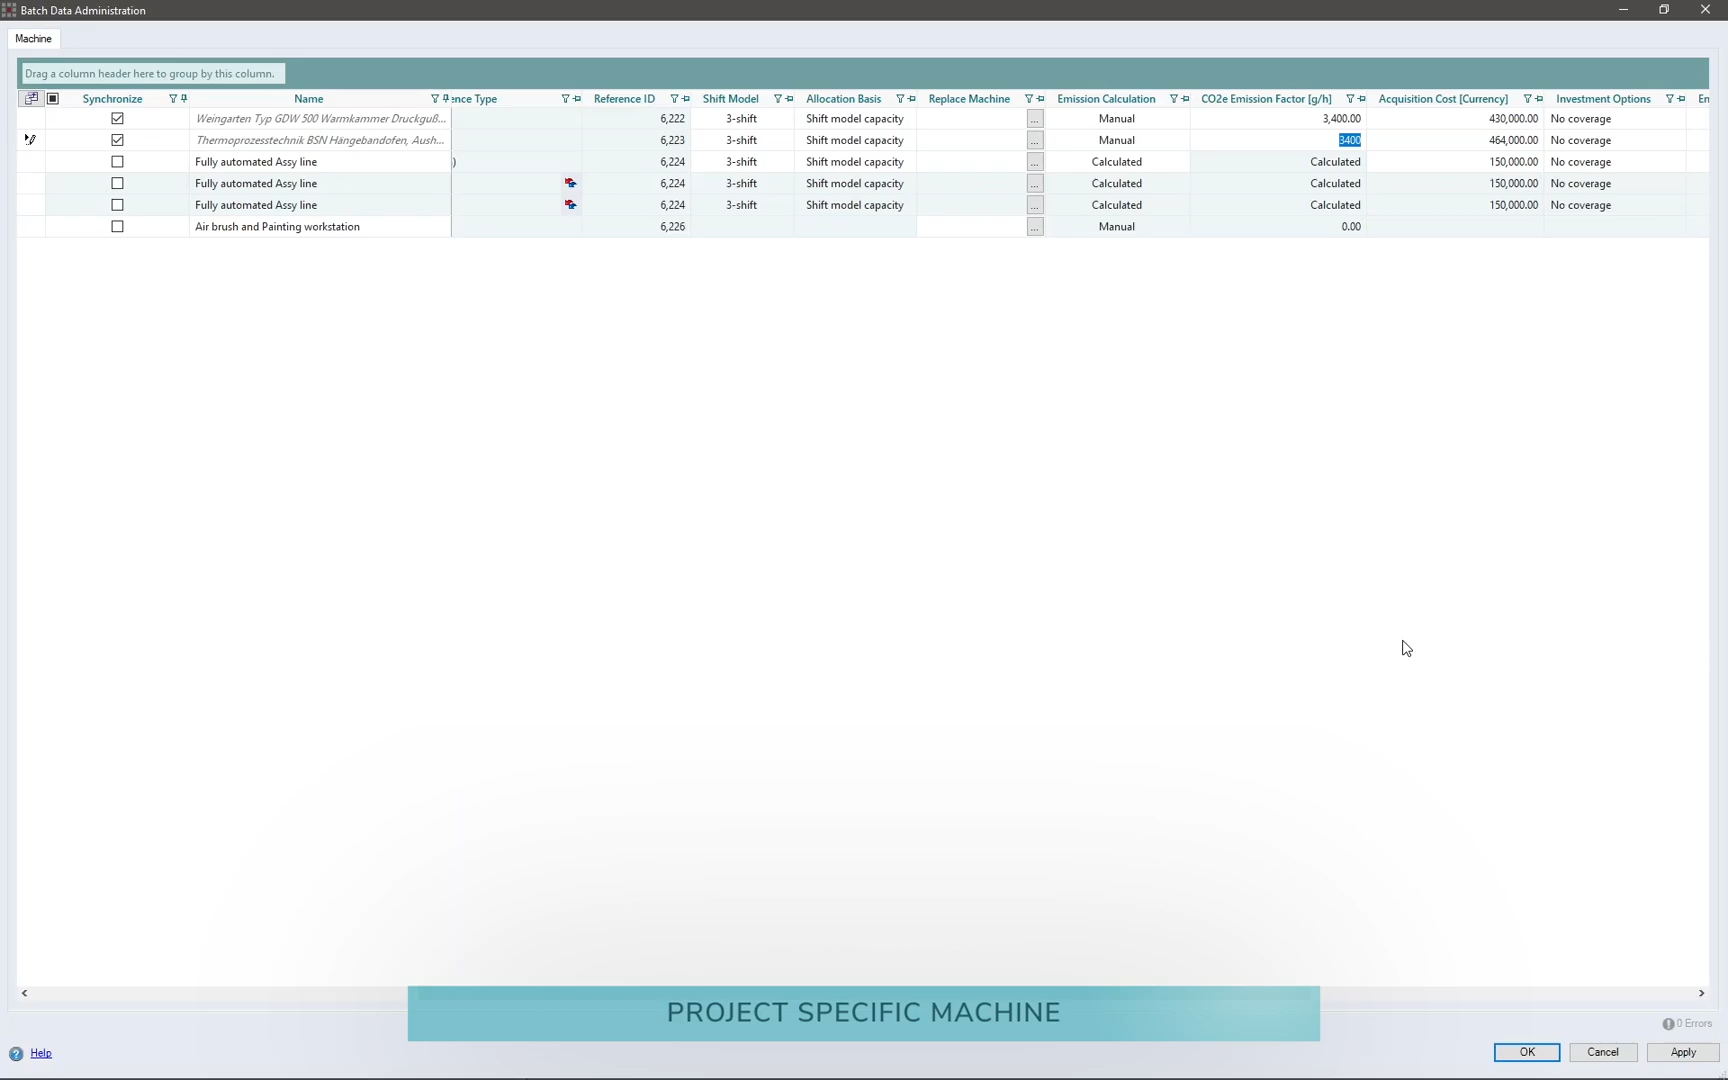 Batch Data Administration
Machine
Drag a column header here to group by this column.
Synchronize Name ence Type Reference ID Shift Model Allocation Basis Replace Machine Emission Calculation CO2e Emission Factor [g/h] Acquisition Cost [Currency] Investment Options En
Weingarten Typ GDW 500 Warmkammer Druckguß... 6,222 3-shift Shift model capacity ... Manual 3,400.00 430,000.00 No coverage
Thermoprozesstechnik BSN Hängebandofen, Aush... 6,223 3-shift Shift model capacity ... Manual 3400 464,000.00 No coverage
Fully automated Assy line ) 6,224 3-shift Shift model capacity ... Calculated Calculated 150,000.00 No coverage
Fully automated Assy line 6,224 3-shift Shift model capacity ... Calculated Calculated 150,000.00 No coverage
Fully automated Assy line 6,224 3-shift Shift model capacity ... Calculated Calculated 150,000.00 No coverage
Air brush and Painting workstation 6,226 ... Manual 0.00
PROJECT SPECIFIC MACHINE
0 Errors
Help OK Cancel Apply